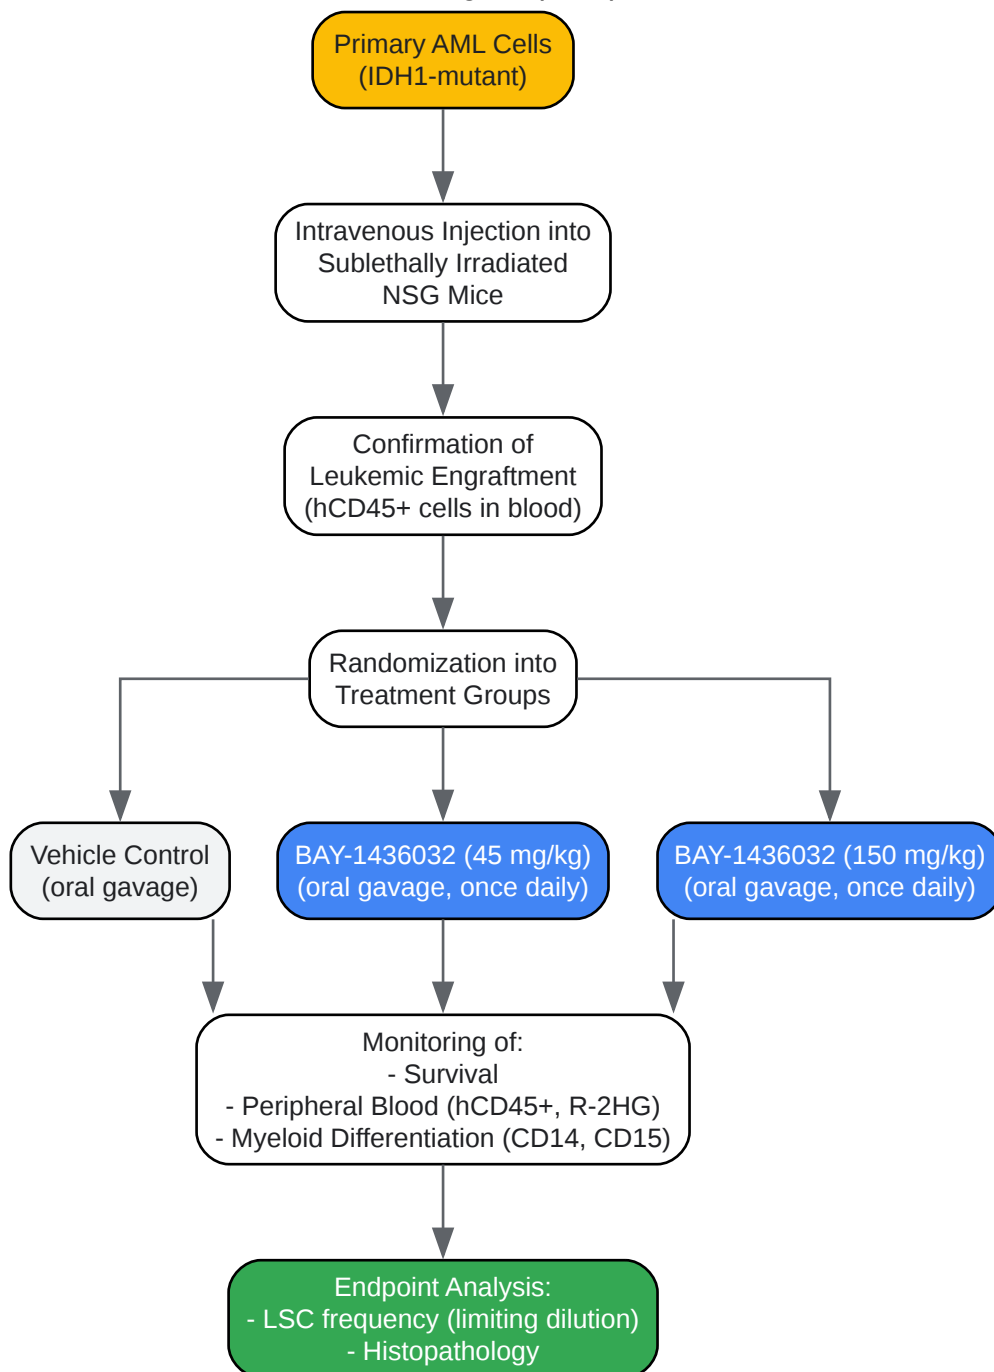 Primary AML Cells
(IDH1-mutant)
Intravenous Injection into
Sublethally Irradiated
NSG Mice
Confirmation of
Leukemic Engraftment
(hCD45+ cells in blood)
Randomization into
Treatment Groups
Vehicle Control
(oral gavage)
BAY-1436032 (45 mg/kg)
(oral gavage, once daily)
BAY-1436032 (150 mg/kg)
(oral gavage, once daily)
Monitoring of:
- Survival
- Peripheral Blood (hCD45+, R-2HG)
- Myeloid Differentiation (CD14, CD15)
Endpoint Analysis:
- LSC frequency (limiting dilution)
- Histopathology